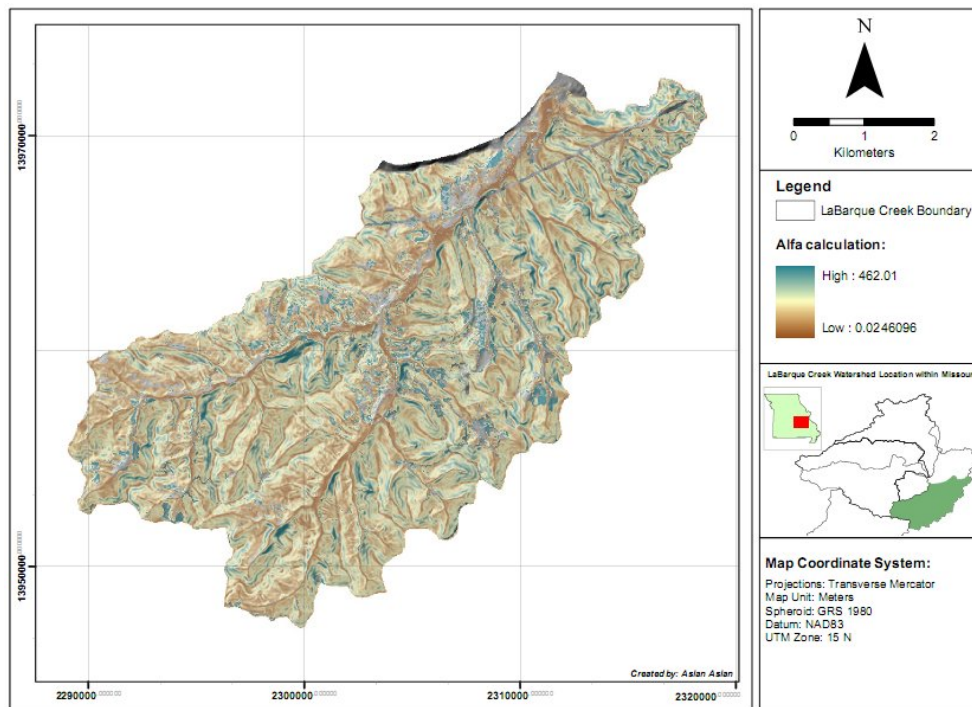 N
0 1 2
Kilometers
Legend
LaBarque Creek Boundary
Alfa calculation:
High : 462.01
Low : 0.0246096
LaBarque Creek Watershed Location within Missour
Map Coordinate System:
Projections: Transverse Mercator
Map Unit: Meters
Spheroid: GRS 1980
Datum: NAD83
UTM Zone: 15 N
13970000
13950000
Created by: Aslan Aslan
2290000 2300000 2310000 2320000